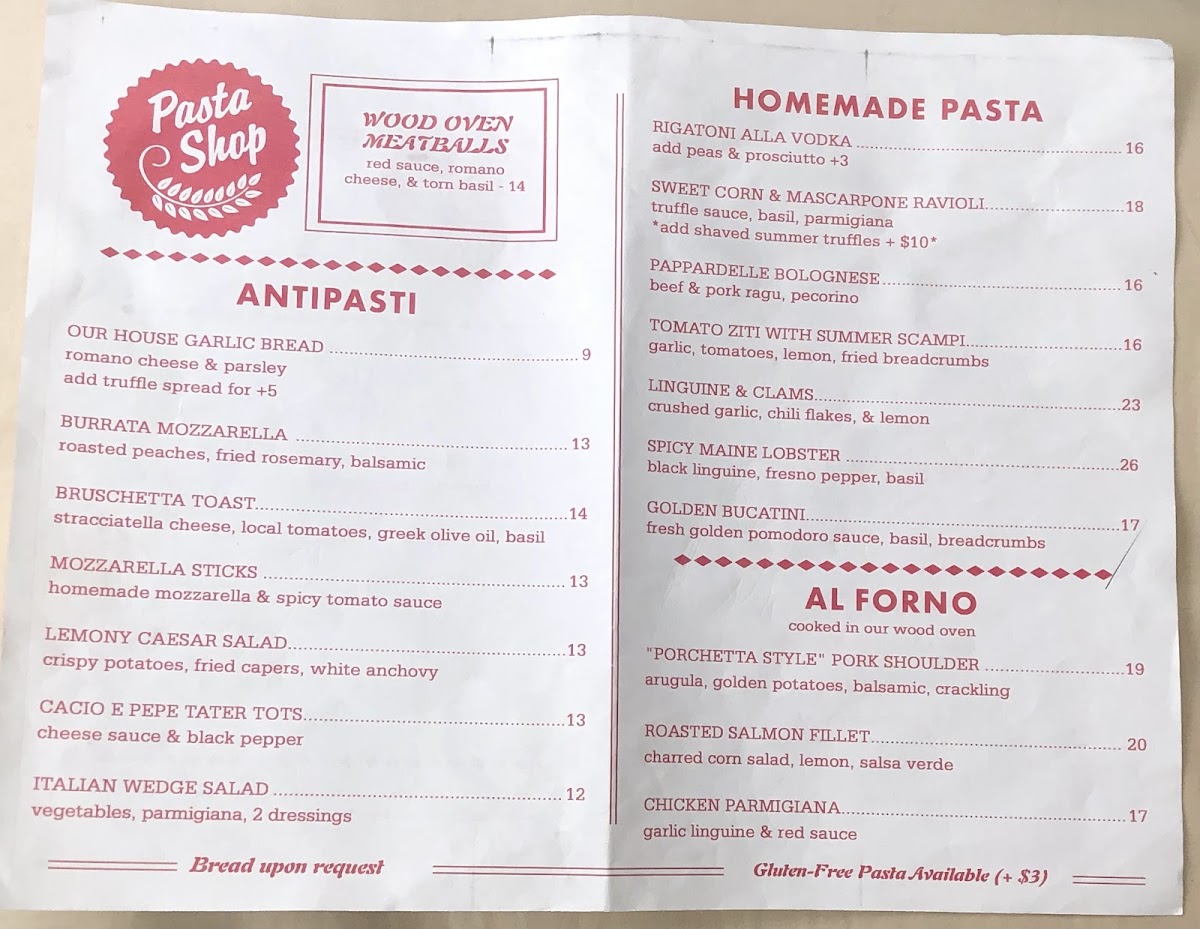 Pasta
Shop
WOOD OVEN
MEATBALLS
red sauce, romano
cheese, & torn basil - 14
ANTIPASTI
OUR HOUSE GARLIC BREAD ........ 9
romano cheese & parsley
add truffle spread for +5
BURRATA MOZZARELLA ........ 13
roasted peaches, fried rosemary, balsamic
BRUSCHETTA TOAST........ 14
stracciatella cheese, local tomatoes, greek olive oil, basil
MOZZARELLA STICKS ........ 13
homemade mozzarella & spicy tomato sauce
LEMONY CAESAR SALAD........ 13
crispy potatoes, fried capers, white anchovy
CACIO E PEPE TATER TOTS........ 13
cheese sauce & black pepper
ITALIAN WEDGE SALAD ........ 12
vegetables, parmigiana, 2 dressings
Bread upon request
HOMEMADE PASTA
RIGATONI ALLA VODKA ........ 16
add peas & prosciutto +3
SWEET CORN & MASCARPONE RAVIOLI........ 18
truffle sauce, basil, parmigiana
*add shaved summer truffles + $10*
PAPPARDELLE BOLOGNESE ........ 16
beef & pork ragu, pecorino
TOMATO ZITI WITH SUMMER SCAMPI........ 16
garlic, tomatoes, lemon, fried breadcrumbs
LINGUINE & CLAMS........ 23
crushed garlic, chili flakes, & lemon
SPICY MAINE LOBSTER ........ 26
black linguine, fresno pepper, basil
GOLDEN BUCATINI........ 17
fresh golden pomodoro sauce, basil, breadcrumbs
AL FORNO
cooked in our wood oven
"PORCHETTA STYLE" PORK SHOULDER ........ 19
arugula, golden potatoes, balsamic, crackling
ROASTED SALMON FILLET........ 20
charred corn salad, lemon, salsa verde
CHICKEN PARMIGIANA........ 17
garlic linguine & red sauce
Gluten-Free Pasta Available (+ $3)